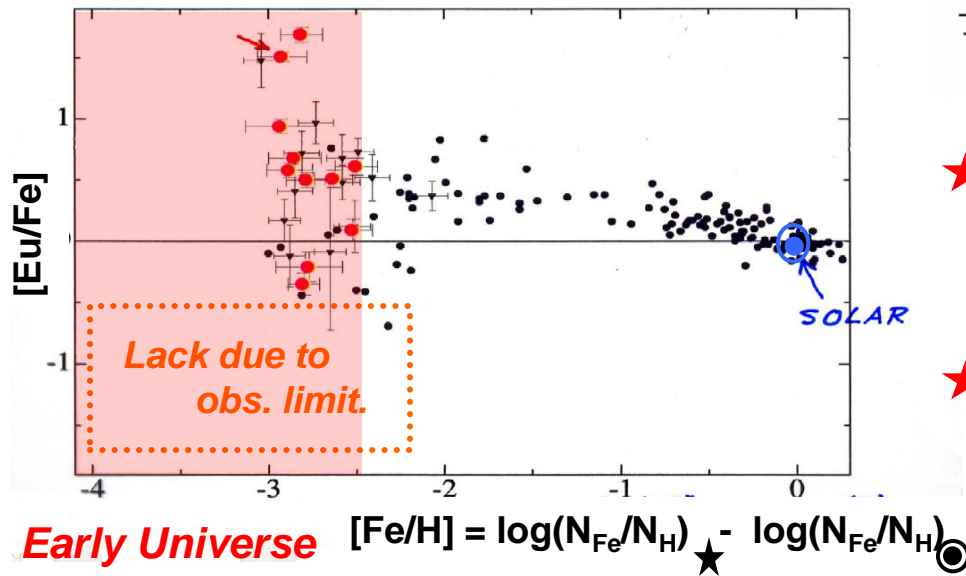 1
0
-1
[Eu/Fe]
Lack due to
obs. limit.
SOLAR
-4 -3 -2 -1 0
Early Universe [Fe/H] = log(N_Fe/N_H)★ - log(N_Fe/N_H)☉